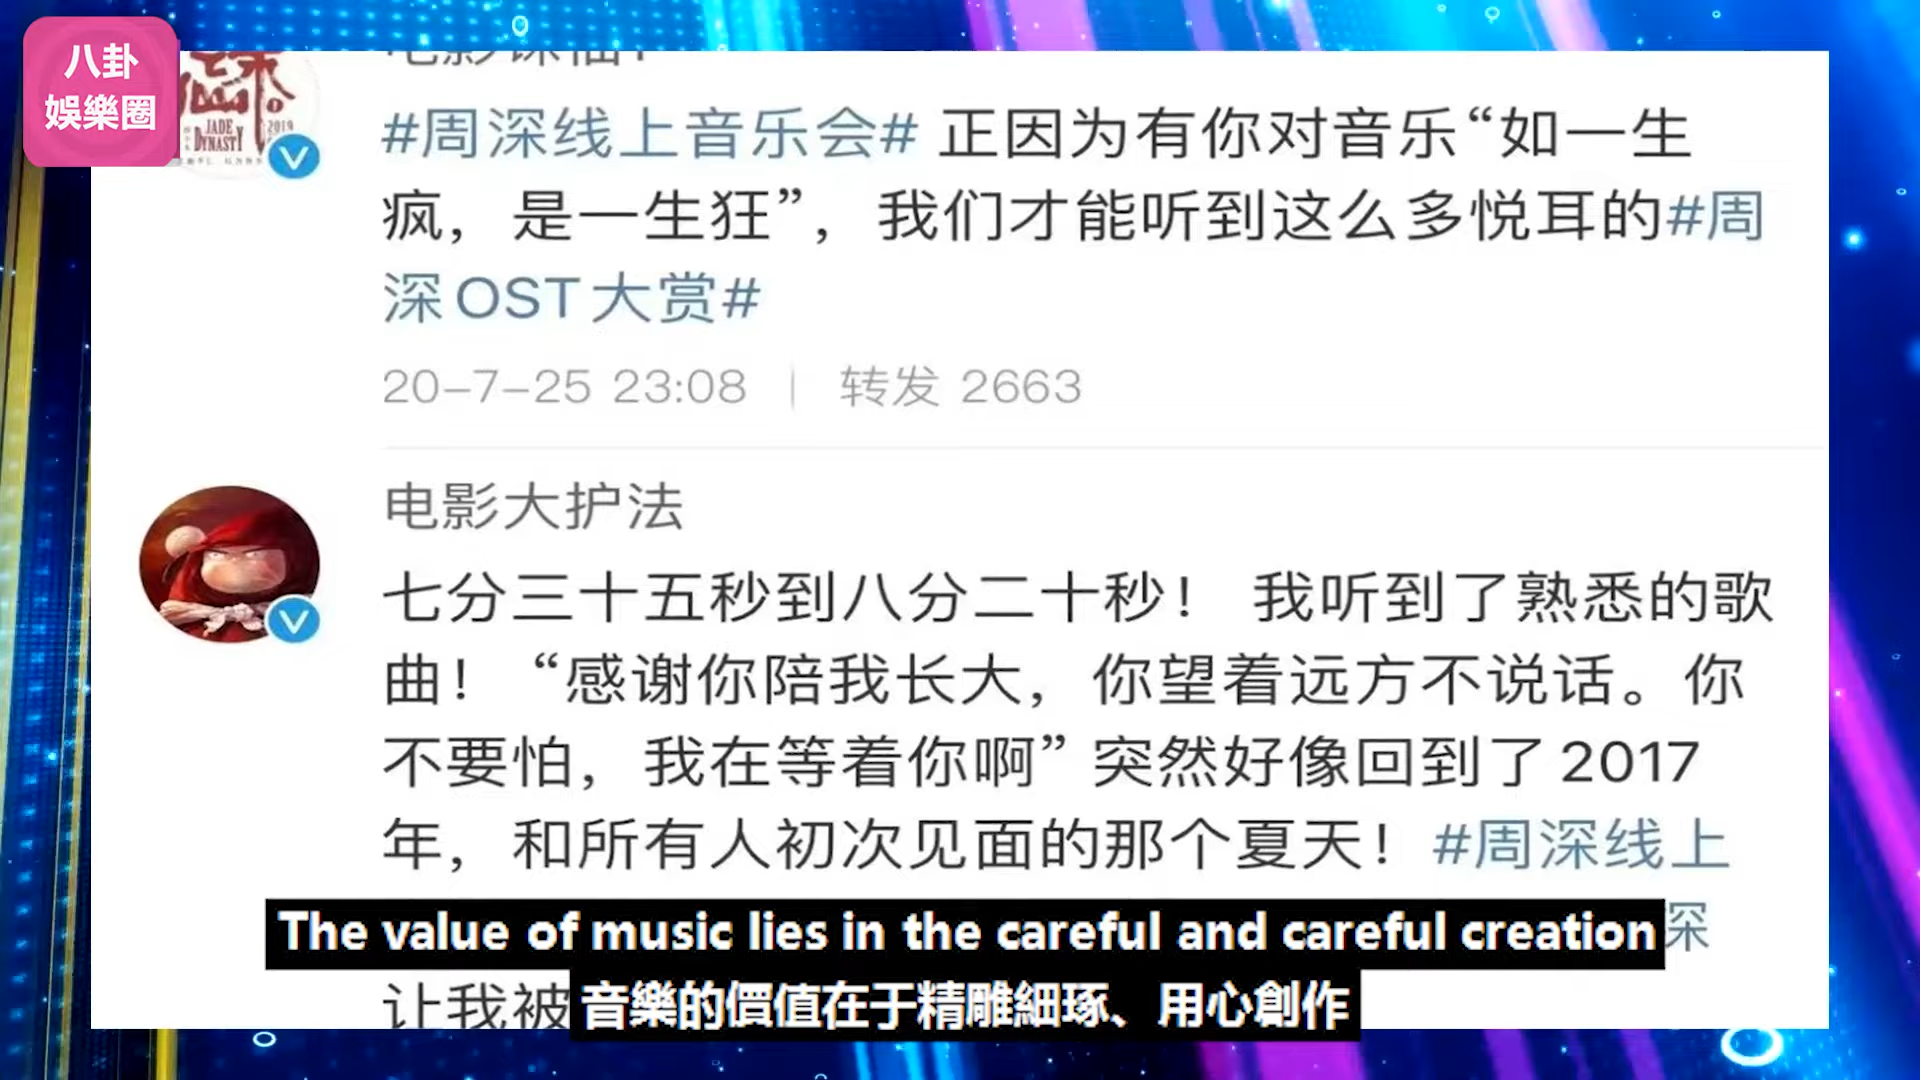 八卦
娛樂圈
JADE
DYNASTY
2019
#周深线上音乐会# 正因为有你对音乐“如一生
疯，是一生狂”，我们才能听到这么多悦耳的#周
深OST大赏#
20-7-25 23:08 | 转发 2663
电影大护法
七分三十五秒到八分二十秒！ 我听到了熟悉的歌
曲！“感谢你陪我长大，你望着远方不说话。你
不要怕，我在等着你啊”突然好像回到了2017
年，和所有人初次见面的那个夏天！#周深线上
深
The value of music lies in the careful and careful creation
让我被
音樂的價值在于精雕細琢、用心創作